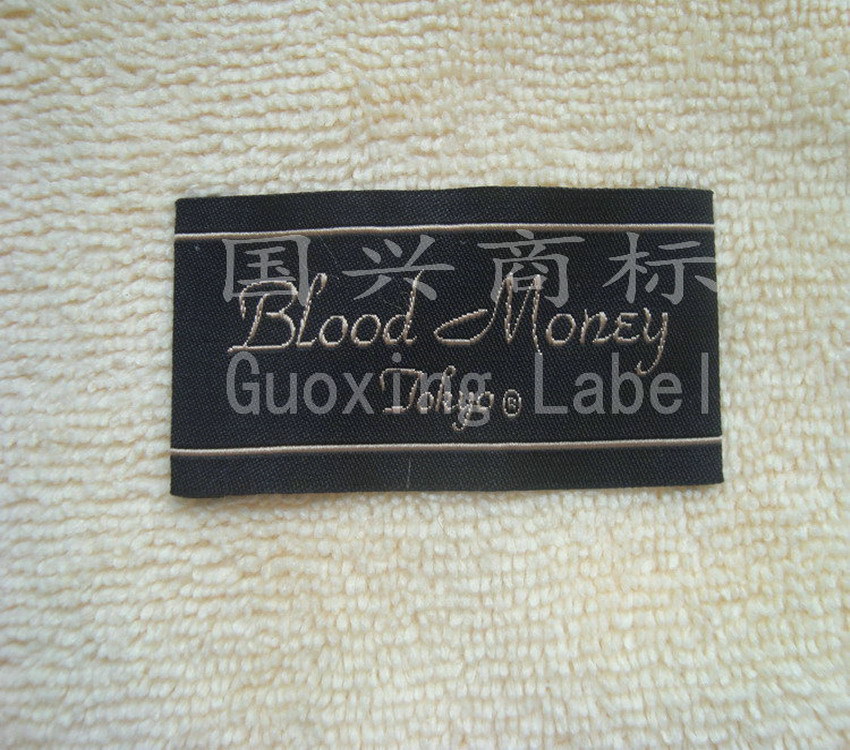 国兴商标
Blood Money
Guoxing Label
Tokyo ®